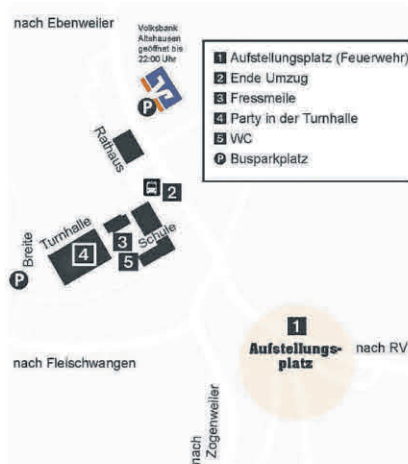 nach Ebenweiler
Volksbank
Altshausen
geöffnet bis
22:00 Uhr
1 Aufstellungsplatz (Feuerwehr)
2 Ende Umzug
3 Fressmeile
4 Party in der Turnhalle
5 WC
P Busparkplatz
P
Rathaus
2
Turnhalle
3
Schule
4
5
Breite
P
1
Aufstellungs-
platz
nach RV
nach Fleischwangen
nach
Zogenweiler